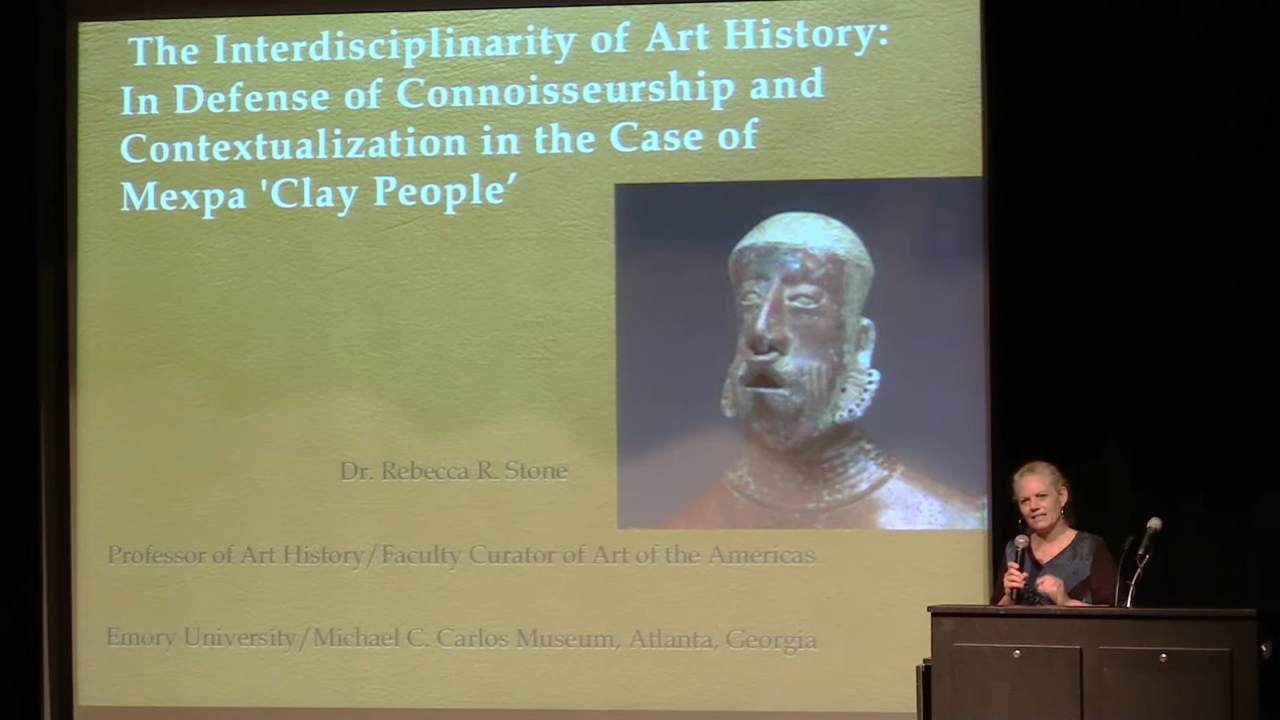 The Interdisciplinarity of Art History:
In Defense of Connoisseurship and
Contextualization in the Case of
Mexpa 'Clay People’
Dr. Rebecca R. Stone
Professor of Art History/Faculty Curator of Art of the Americas
Emory University/Michael C. Carlos Museum, Atlanta, Georgia